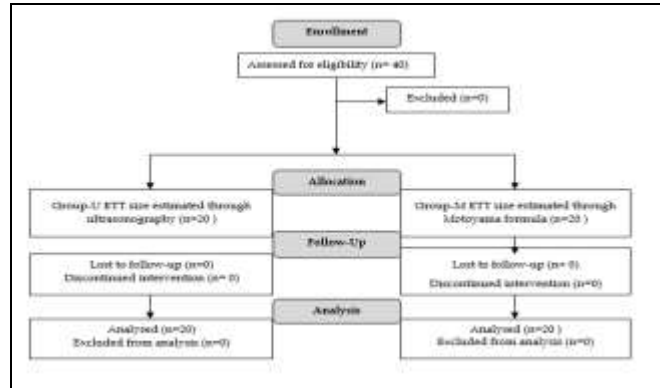 Enrollment
Assessed for eligibility (n= 40)
Excluded (n=0)
Allocation
Group-U ETT size estimated through
ultrasonography (n=20 )
Group-M ETT size estimated through
Motoyama formula (n=20 )
Follow-Up
Lost to follow-up (n=0)
Discontinued intervention (n= 0)
Lost to follow-up (n= 0)
Discontinued intervention (n=0)
Analysis
Analysed (n=20)
Excluded from analysis (n=0)
Analysed (n=20 )
Excluded from analysis (n=0)